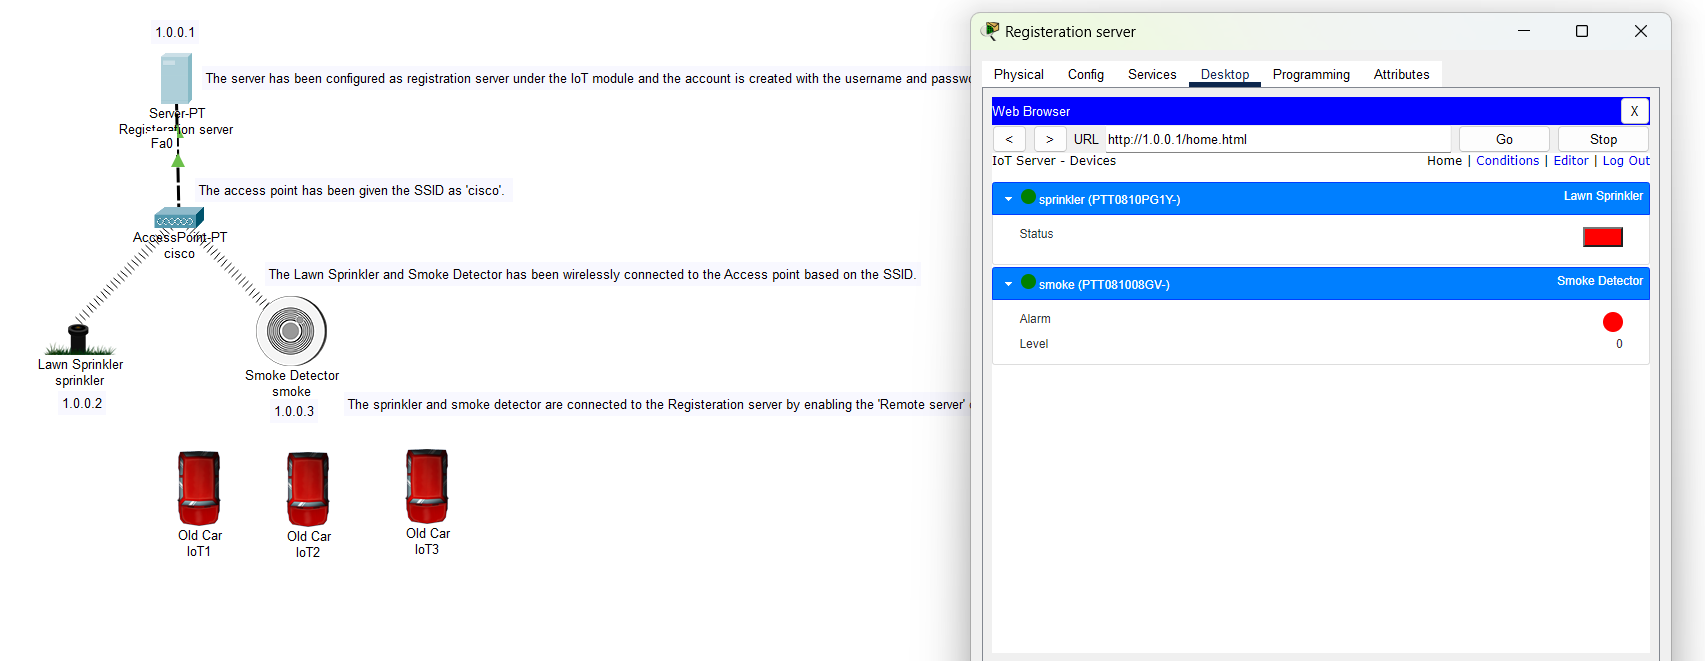 1.0.0.1
The server has been configured as registration server under the IoT module and the account is created with the username and
Server-PT
Registeration server
Fa0
The access point has been given the SSID as 'cisco'.
AccessPoint-PT
cisco
The Lawn Sprinkler and Smoke Detector has been wirelessly connected to the Access point based on the SSID.
Lawn Sprinkler
sprinkler
1.0.0.2
Smoke Detector
smoke
1.0.0.3
The sprinkler and smoke detector are connected to the Registeration server by enabling the 'Remote server'
Old Car
IoT1
Old Car
IoT2
Old Car
IoT3
Registeration server
Physical Config Services Desktop Programming Attributes
Web Browser X
< > URL http://1.0.0.1/home.html Go Stop
IoT Server - Devices Home | Conditions | Editor | Log Out
sprinkler (PTT0810PG1Y-) Lawn Sprinkler
Status
smoke (PTT081008GV-) Smoke Detector
Alarm
Level 0